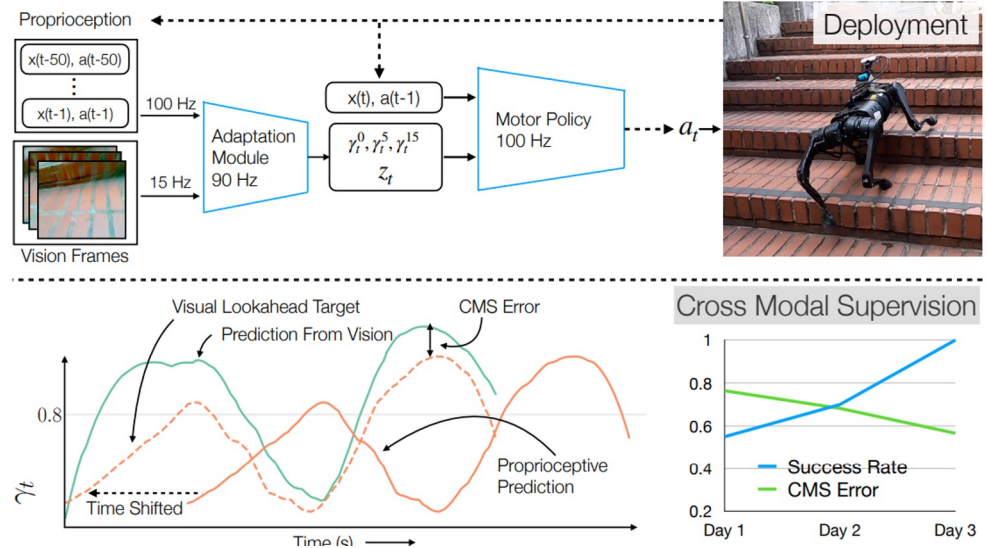 Proprioception
Deployment
x(t-50), a(t-50)
⋮
x(t-1), a(t-1)
100 Hz
Adaptation
Module
90 Hz
15 Hz
Vision Frames
x(t), a(t-1)
γₜ⁰, γₜ⁵, γₜ¹⁵
zₜ
Motor Policy
100 Hz
aₜ
Visual Lookahead Target
Prediction From Vision
CMS Error
0.8
γₜ
Time Shifted
Proprioceptive
Prediction
Time (s)
Cross Modal Supervision
1
0.8
0.6
0.4
0.2
Success Rate
CMS Error
Day 1
Day 2
Day 3